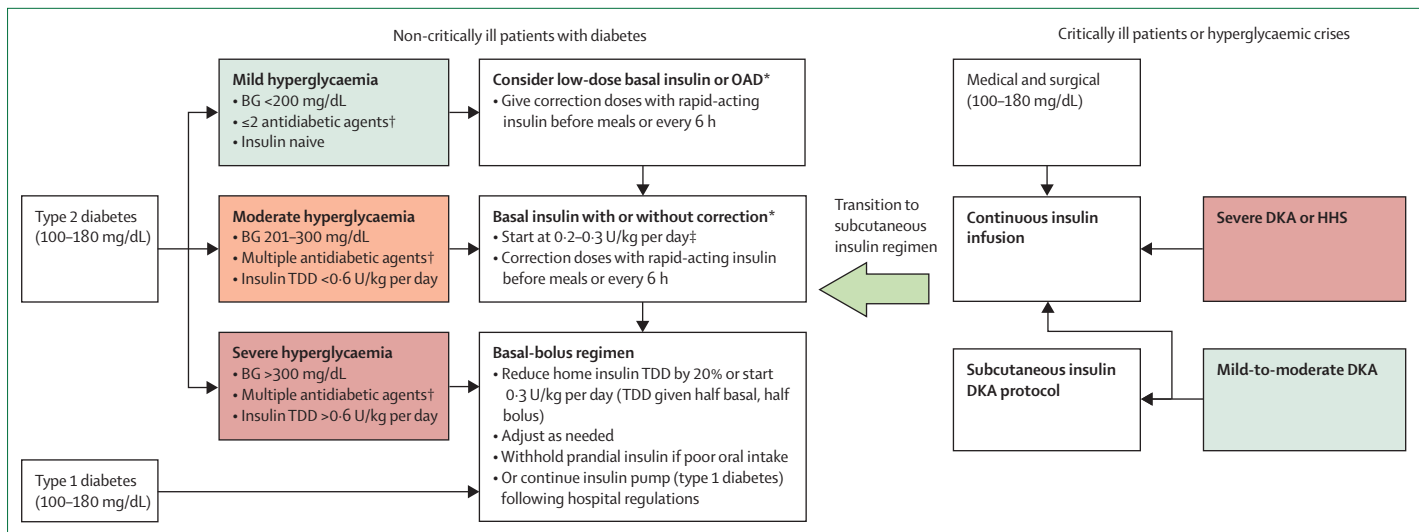 Non-critically ill patients with diabetes
Critically ill patients or hyperglycaemic crises
Mild hyperglycaemia
• BG <200 mg/dL
• ≤2 antidiabetic agents†
• Insulin naive
Consider low-dose basal insulin or OAD*
• Give correction doses with rapid-acting
insulin before meals or every 6 h
Medical and surgical
(100–180 mg/dL)
Type 2 diabetes
(100–180 mg/dL)
Moderate hyperglycaemia
• BG 201–300 mg/dL
• Multiple antidiabetic agents†
• Insulin TDD <0·6 U/kg per day
Basal insulin with or without correction*
• Start at 0·2–0·3 U/kg per day‡
• Correction doses with rapid-acting insulin
before meals or every 6 h
Transition to
subcutaneous
insulin regimen
Continuous insulin
infusion
Severe DKA or HHS
Severe hyperglycaemia
• BG >300 mg/dL
• Multiple antidiabetic agents†
• Insulin TDD >0·6 U/kg per day
Basal-bolus regimen
• Reduce home insulin TDD by 20% or start
0·3 U/kg per day (TDD given half basal, half
bolus)
• Adjust as needed
• Withhold prandial insulin if poor oral intake
• Or continue insulin pump (type 1 diabetes)
following hospital regulations
Subcutaneous insulin
DKA protocol
Mild-to-moderate DKA
Type 1 diabetes
(100–180 mg/dL)